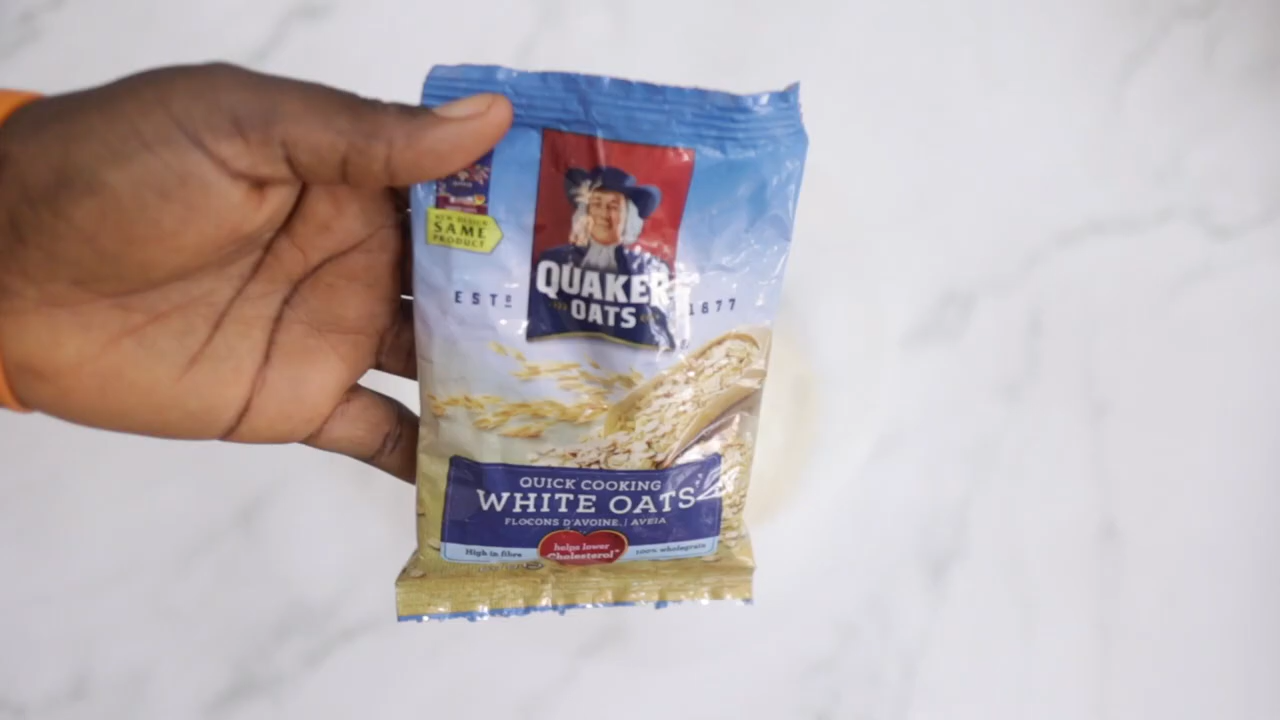 NEW DESIGN
SAME
PRODUCT
QUAKER
OATS
ESTD 1877
QUICK COOKING
WHITE OATS
FLOCONS D'AVOINE | AVEIA
High in fibre
helps lower
Cholesterol
100% wholegrain